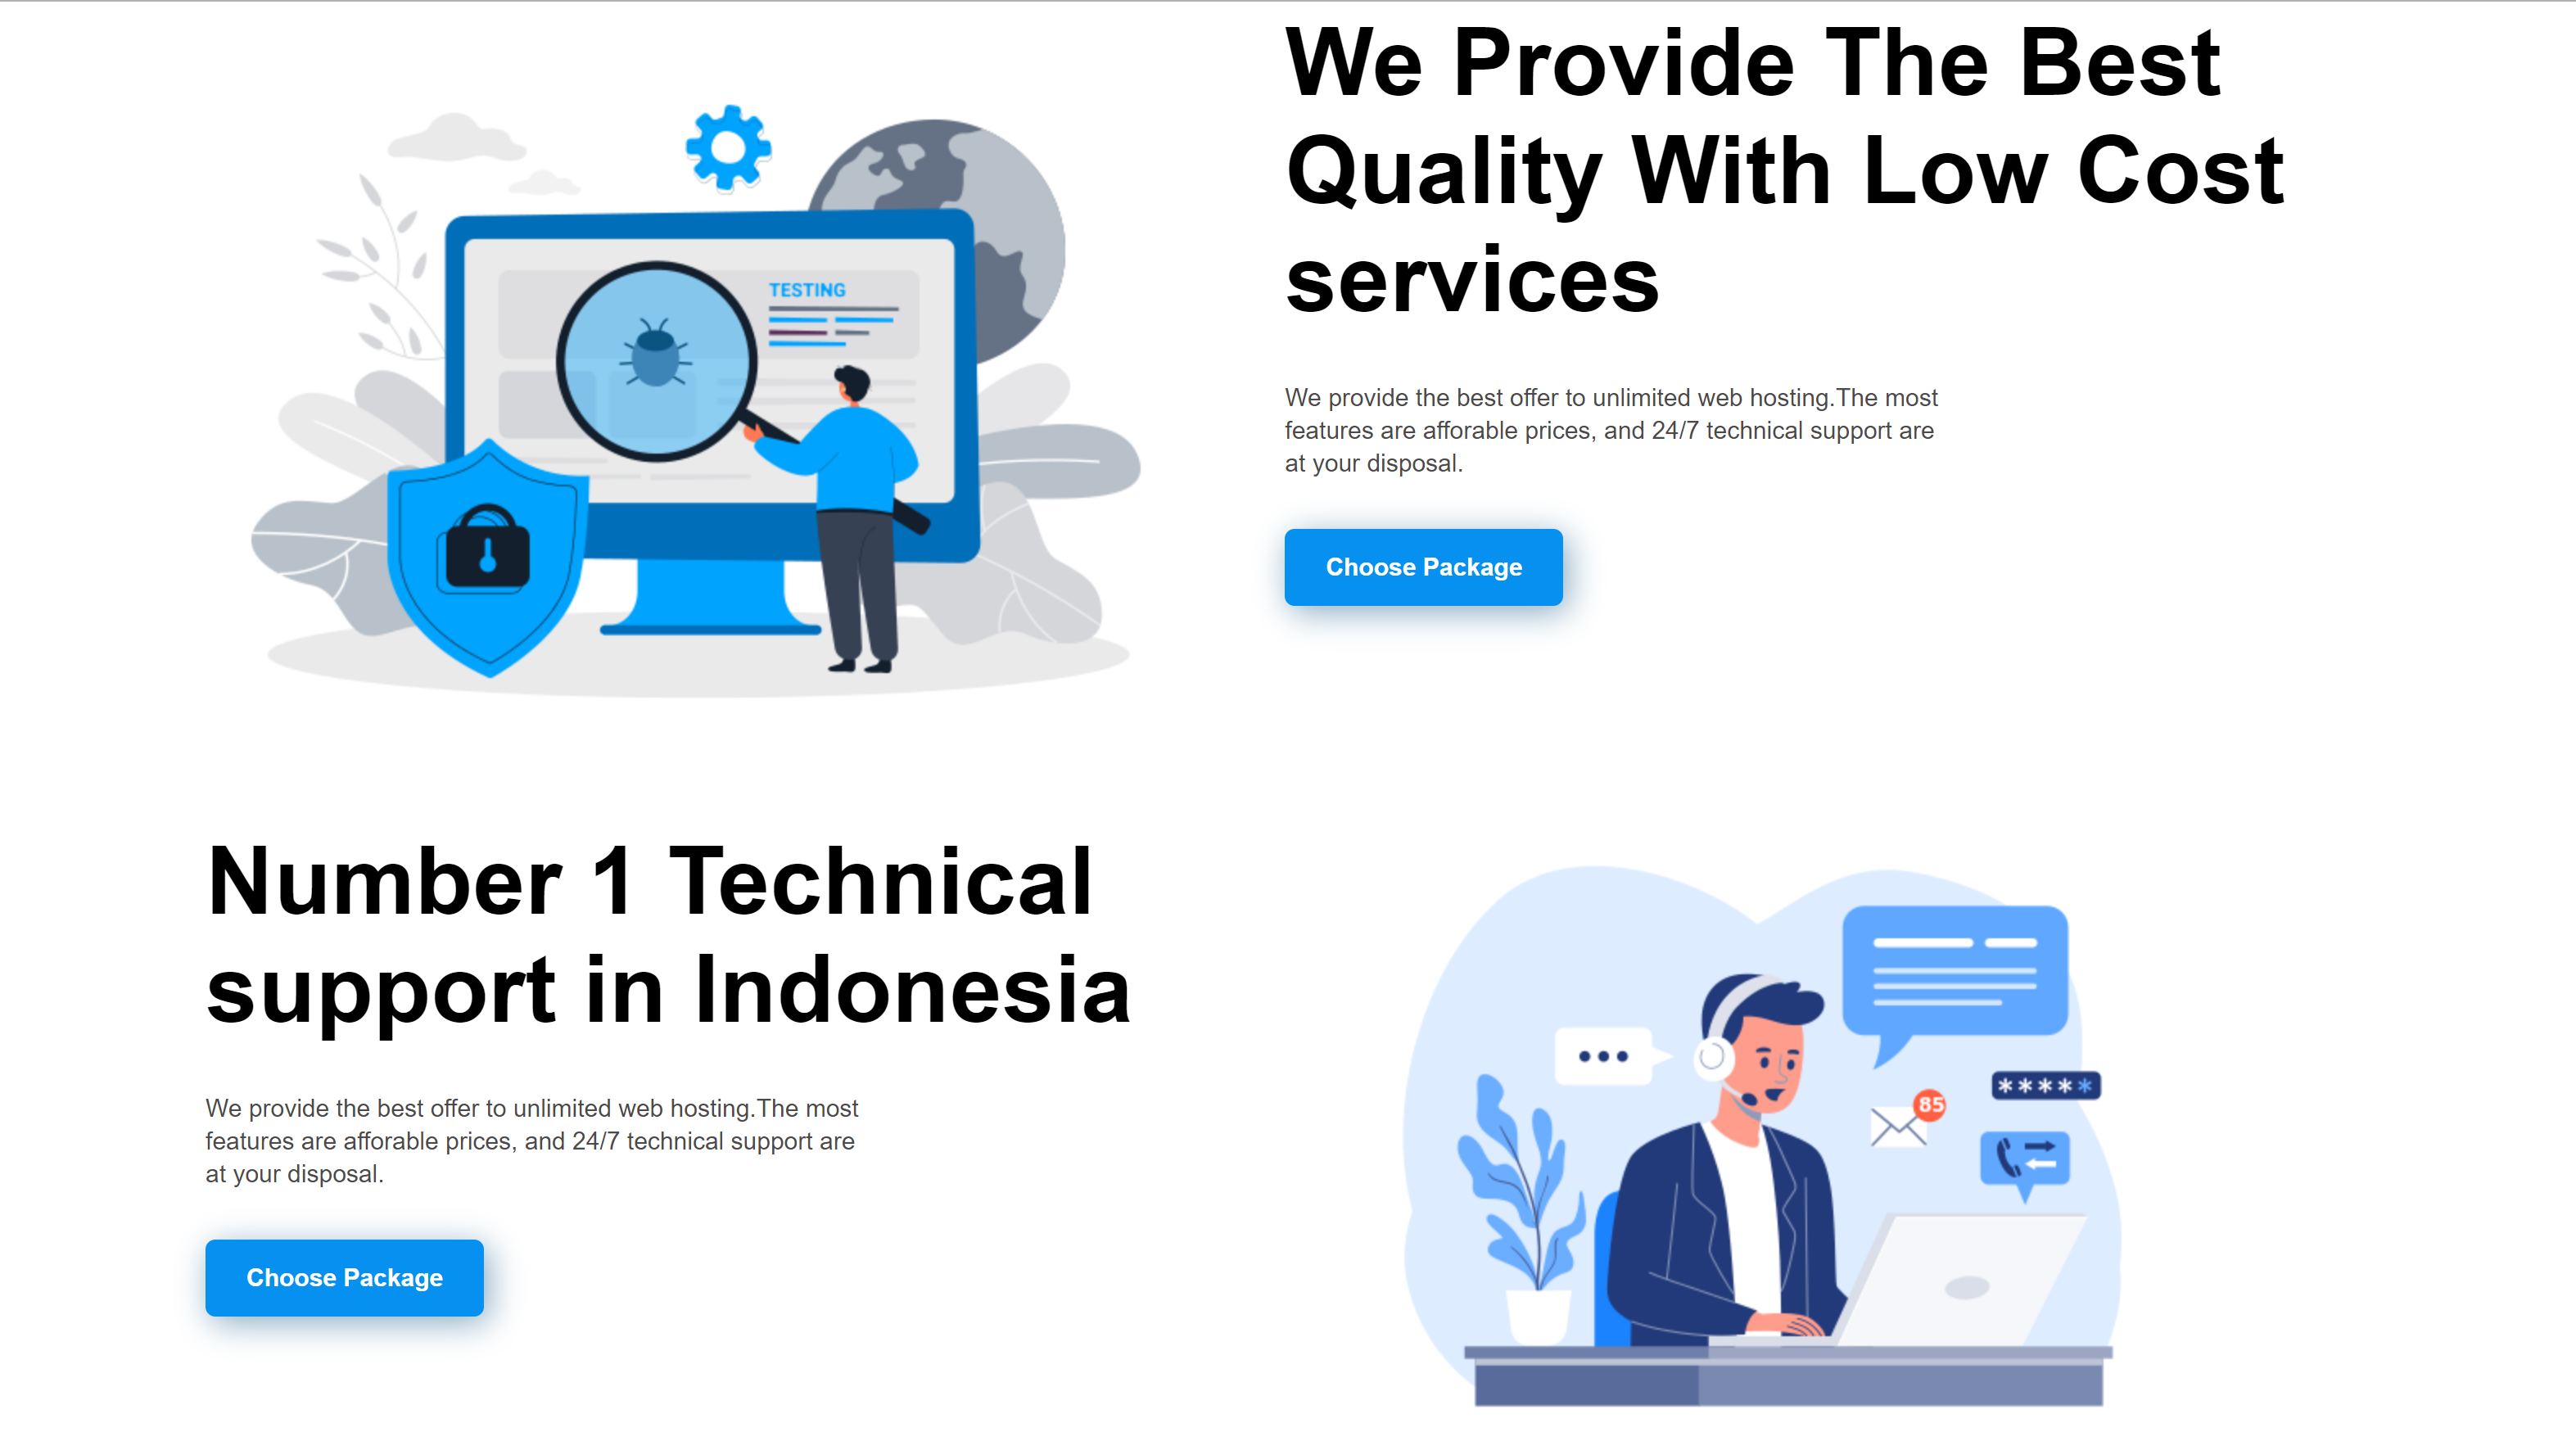 We Provide The Best
Quality With Low Cost
services
TESTING
We provide the best offer to unlimited web hosting.The most
features are afforable prices, and 24/7 technical support are
at your disposal.
Choose Package
Number 1 Technical
support in Indonesia
We provide the best offer to unlimited web hosting.The most
features are afforable prices, and 24/7 technical support are
at your disposal.
Choose Package
*****
85